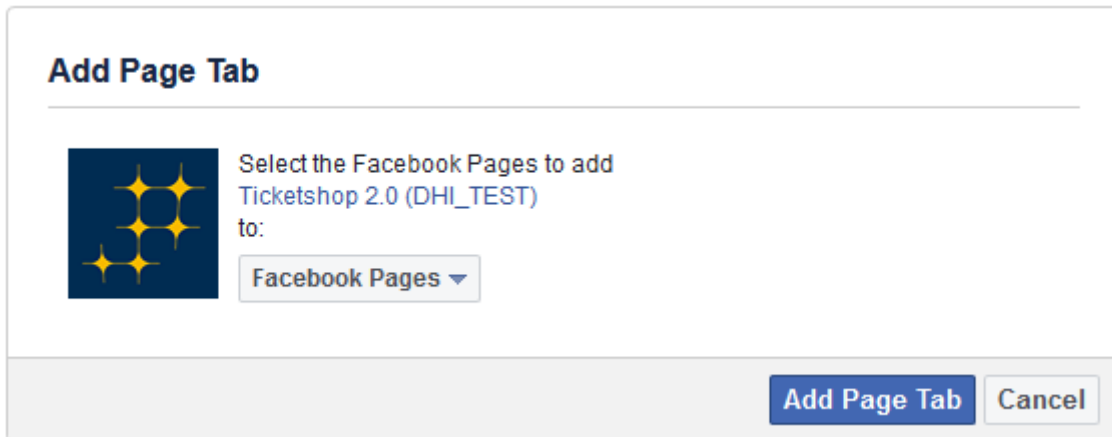 Add Page Tab
Select the Facebook Pages to add
Ticketshop 2.0 (DHI_TEST)
to:
Facebook Pages
Add Page Tab
Cancel